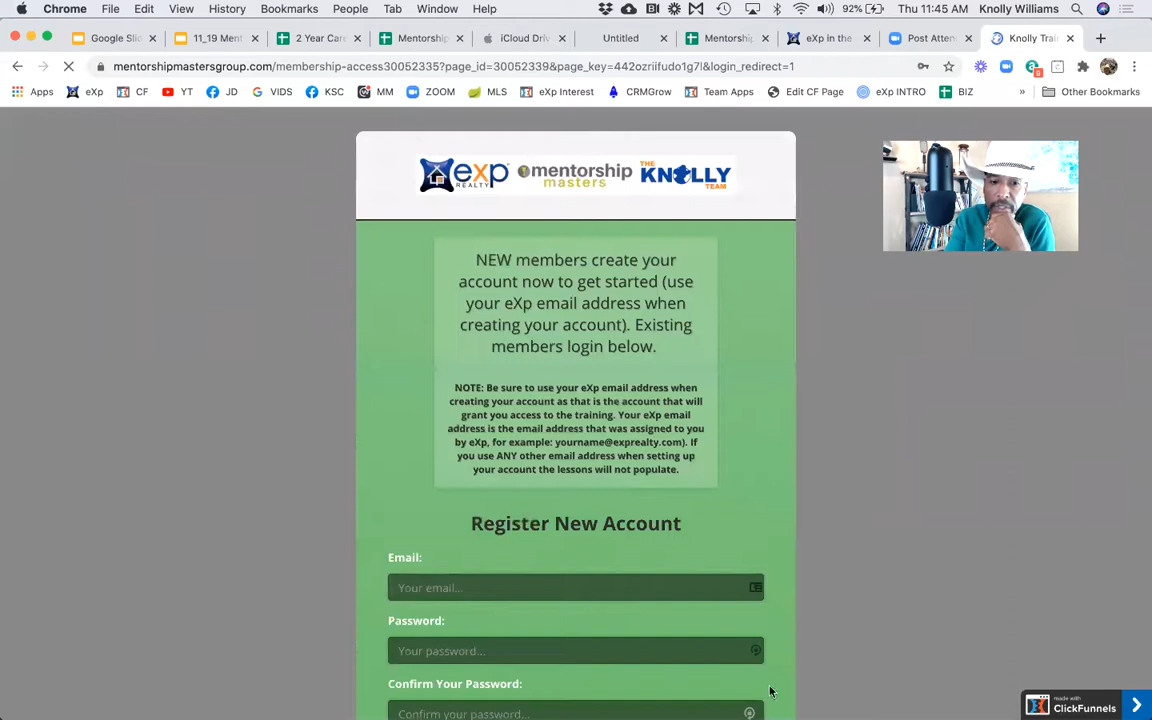 Chrome File Edit View History Bookmarks People Tab Window Help 92% Thu 11:45 AM Knolly Williams
Google Slid 11_19 Ment 2 Year Care Mentorship iCloud Driv Untitled Mentorship eXp in the Post Atten Knolly Trai
mentorshipmastersgroup.com/membership-access30052335?page_id=30052339&page_key=442ozriifudo1g7l&login_redirect=1
Apps eXp CF YT JD VIDS KSC MM ZOOM MLS eXp Interest CRMGrow Team Apps Edit CF Page eXp INTRO BIZ » Other Bookmarks
eXp REALTY mentorship masters THE KNOLLY TEAM
NEW members create your
account now to get started (use
your eXp email address when
creating your account). Existing
members login below.
NOTE: Be sure to use your eXp email address when
creating your account as that is the account that will
grant you access to the training. Your eXp email
address is the email address that was assigned to you
by eXp, for example: yourname@exprealty.com). If
you use ANY other email address when setting up
your account the lessons will not populate.
Register New Account
Email:
Your email...
Password:
Your password...
Confirm Your Password:
Confirm your password...
made with
ClickFunnels